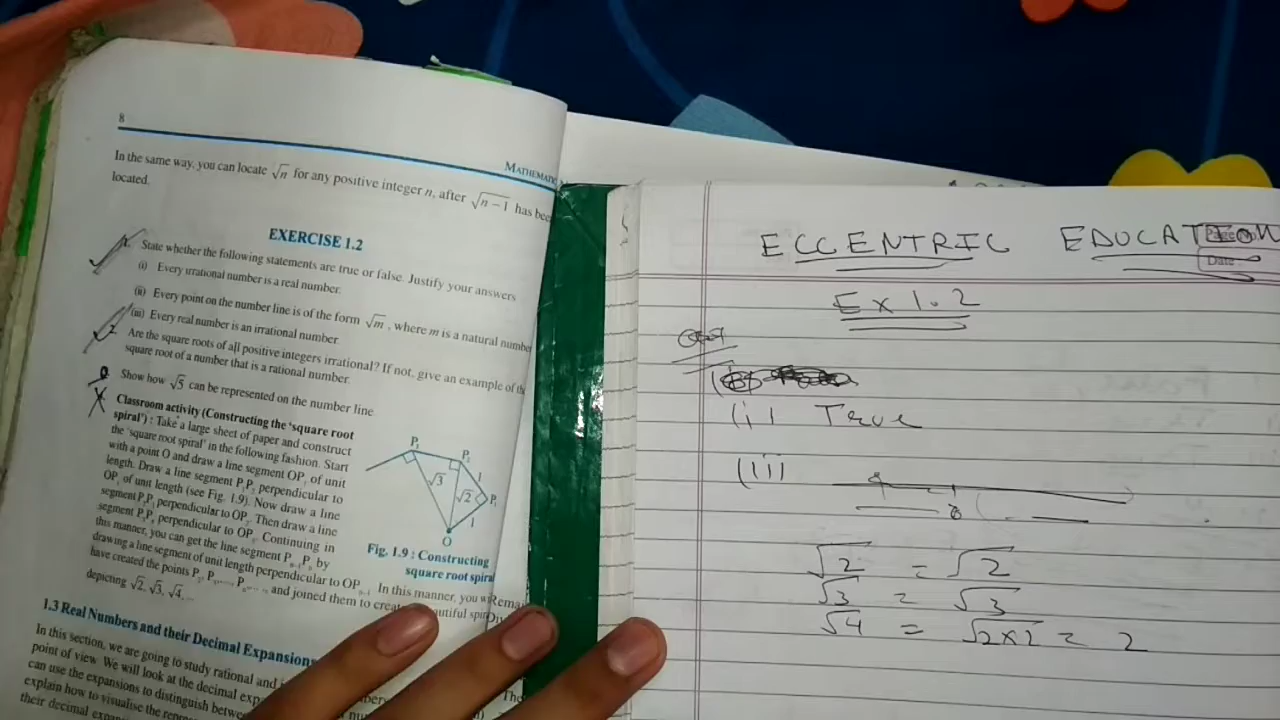 8
MATHEMATIC
In the same way, you can locate √n for any positive integer n, after √n – 1 has been
located.
EXERCISE 1.2
1. State whether the following statements are true or false. Justify your answers
(i) Every irrational number is a real number.
(ii) Every point on the number line is of the form √m, where m is a natural numbe
(iii) Every real number is an irrational number.
2. Are the square roots of all positive integers irrational? If not, give an example of th
square root of a number that is a rational number.
Show how √5 can be represented on the number line
Classroom activity (Constructing the 'square root
spiral') : Take a large sheet of paper and construct
the 'square root spiral' in the following fashion. Start
with a point O and draw a line segment OP₁ of unit
length. Draw a line segment P₁P₂ perpendicular to
OP₁ of unit length (see Fig. 1.9). Now draw a line
segment P₂P₃ perpendicular to OP₂. Then draw a line
segment P₃P₄ perpendicular to OP₃. Continuing in
this manner, you can get the line segment Pₙ₋₁Pₙ by
drawing a line segment of unit length perpendicular to OPₙ₋₁. In this manner, you w
have created the points P₂, P₃,...., Pₙ,... ., and joined them to create beautiful spir
depicting √2, √3, √4, ...
P₃
P₂
√3
√2
1
P₁
1
O
Fig. 1.9 : Constructing
square root spiral
1.3 Real Numbers and their Decimal Expansions
In this section, we are going to study rational and
point of view. We will look at the decimal exp
can use the expansions to distinguish betwe
explain how to visualise the repre
their decimal expan
ECCENTRIC EDUCATION
Page No.
Date
Ex 1.2
(i) True
(ii)
√2 = √2
√3 = √3
√4 = √2×2 = 2